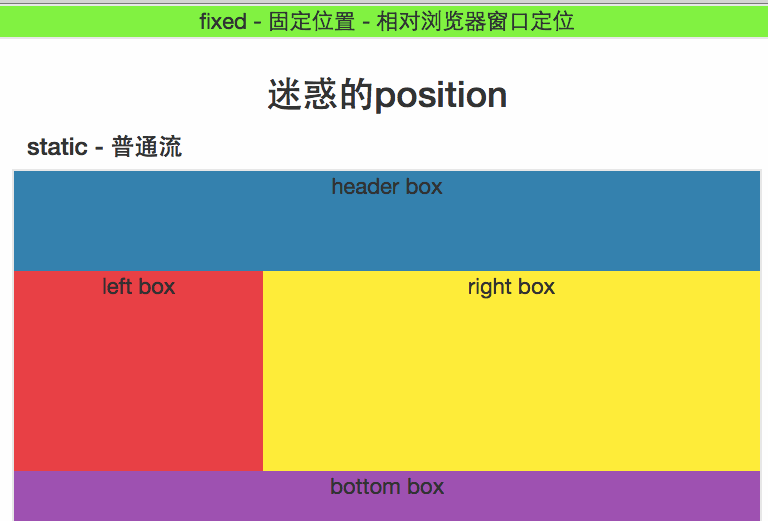 fixed - 固定位置 - 相对浏览器窗口定位
迷惑的position
static - 普通流
header box
left box
right box
bottom box